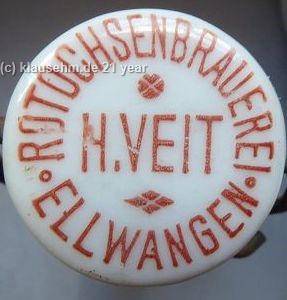 (c) klausehm.de 21 year
ROTOCHSENBRAUEREI
H.VEIT
ELLWANGEN